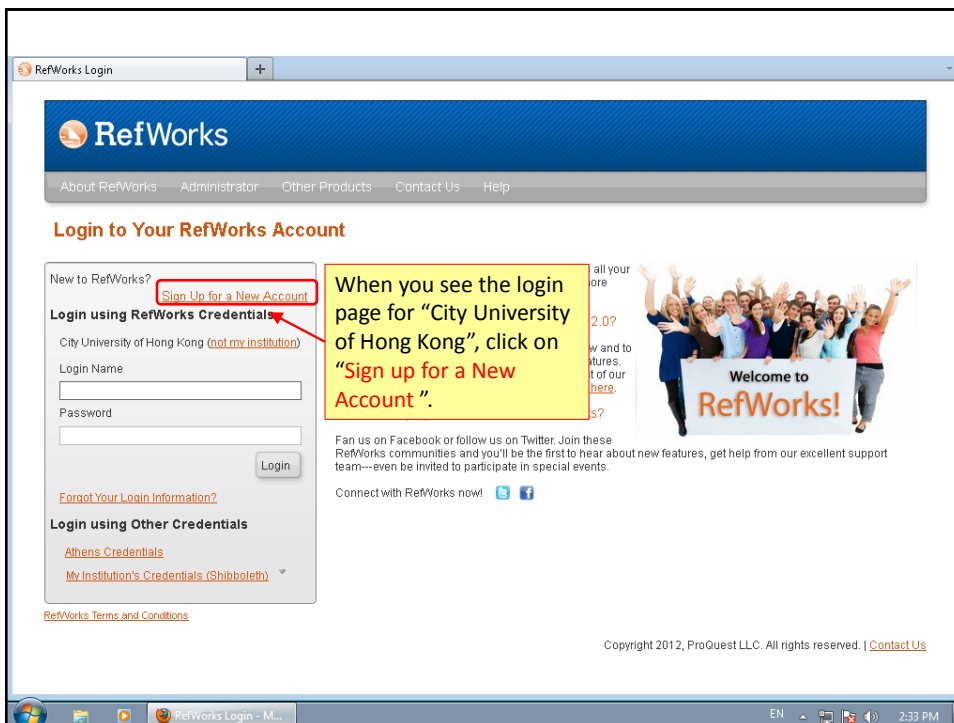 RefWorks Login
+
RefWorks
About RefWorks Administrator Other Products Contact Us Help
Login to Your RefWorks Account
New to RefWorks?
Sign Up for a New Account
Login using RefWorks Credentials
City University of Hong Kong (not my institution)
Login Name
Password
Login
Forgot Your Login Information?
Login using Other Credentials
Athens Credentials
My Institution's Credentials (Shibboleth)
RefWorks Terms and Conditions
When you see the login
page for “City University
of Hong Kong”, click on
“Sign up for a New
Account ”.
all your
ore
2.0?
w and to
atures.
t of our
here.
s?
Fan us on Facebook or follow us on Twitter. Join these
RefWorks communities and you'll be the first to hear about new features, get help from our excellent support
team---even be invited to participate in special events.
Connect with RefWorks now!
Welcome to
RefWorks!
Copyright 2012, ProQuest LLC. All rights reserved. | Contact Us
RefWorks Login - M...
EN
2:33 PM